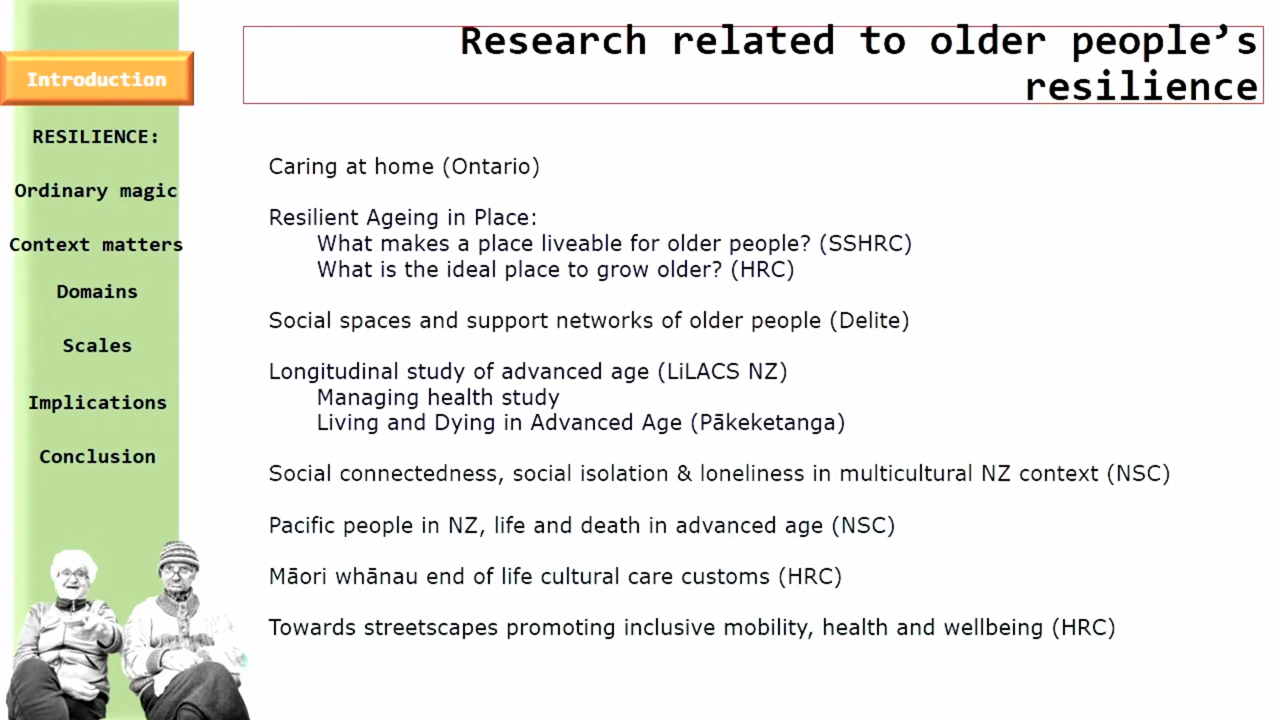 Research related to older people’s
resilience
Introduction
RESILIENCE:
Ordinary magic
Context matters
Domains
Scales
Implications
Conclusion
Caring at home (Ontario)
Resilient Ageing in Place:
What makes a place liveable for older people? (SSHRC)
What is the ideal place to grow older? (HRC)
Social spaces and support networks of older people (Delite)
Longitudinal study of advanced age (LiLACS NZ)
Managing health study
Living and Dying in Advanced Age (Pākeketanga)
Social connectedness, social isolation & loneliness in multicultural NZ context (NSC)
Pacific people in NZ, life and death in advanced age (NSC)
Māori whānau end of life cultural care customs (HRC)
Towards streetscapes promoting inclusive mobility, health and wellbeing (HRC)